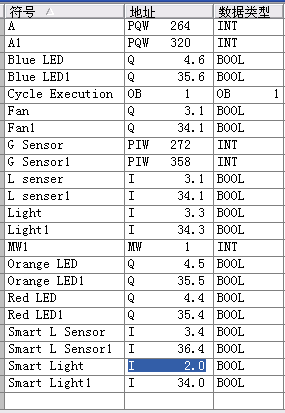 符号 地址 数据类型
A PQW 264 INT
A1 PQW 320 INT
Blue LED Q 4.6 BOOL
Blue LED1 Q 35.6 BOOL
Cycle Execution OB 1 OB 1
Fan Q 3.1 BOOL
Fan1 Q 34.1 BOOL
G Sensor PIW 272 INT
G Sensor1 PIW 358 INT
L senser I 3.1 BOOL
L senser1 I 34.1 BOOL
Light I 3.3 BOOL
Light1 I 34.3 BOOL
MW1 MW 1 INT
Orange LED Q 4.5 BOOL
Orange LED1 Q 35.5 BOOL
Red LED Q 4.4 BOOL
Red LED1 Q 35.4 BOOL
Smart L Sensor I 3.4 BOOL
Smart L Sensor1 I 36.4 BOOL
Smart Light I 2.0 BOOL
Smart Light1 I 34.0 BOOL